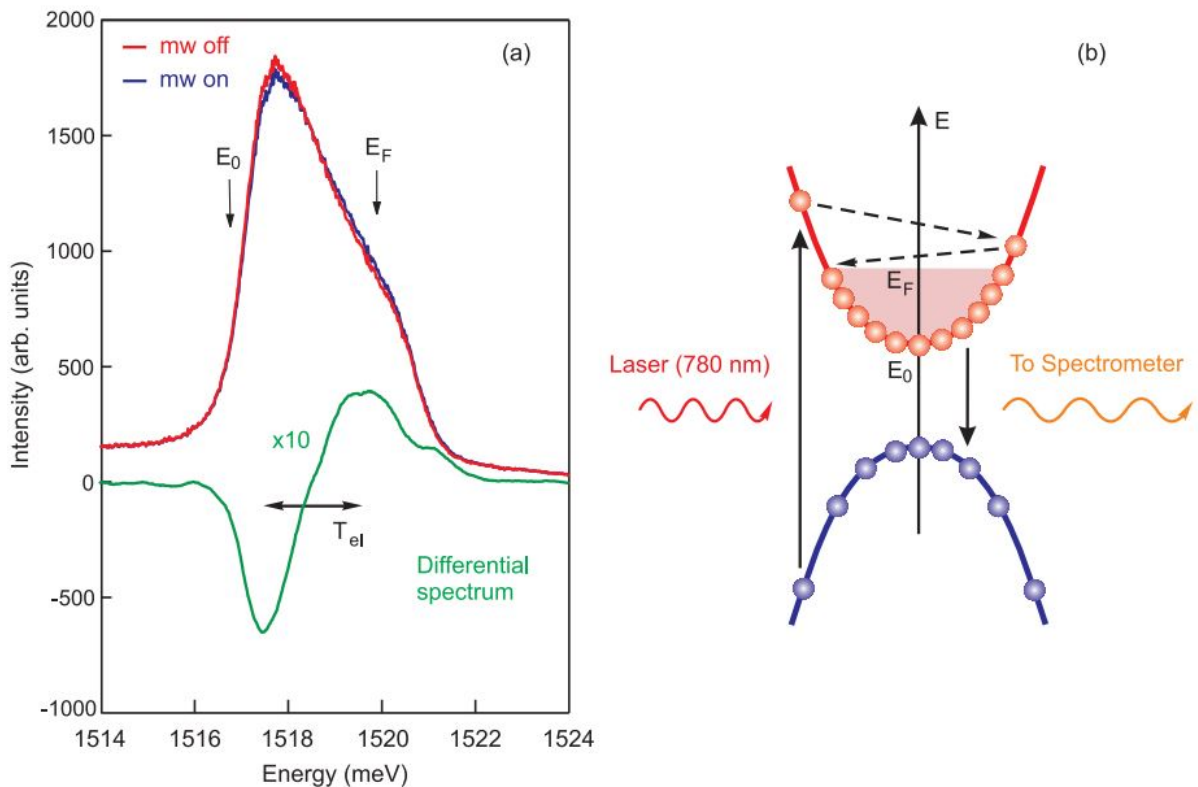 2000
1500
1000
500
0
-500
-1000
1514
1516
1518
1520
1522
1524
Intensity (arb. units)
Energy (meV)
mw off
mw on
(a)
E0
EF
x10
Tel
Differential
spectrum
(b)
E
EF
E0
Laser (780 nm)
To Spectrometer